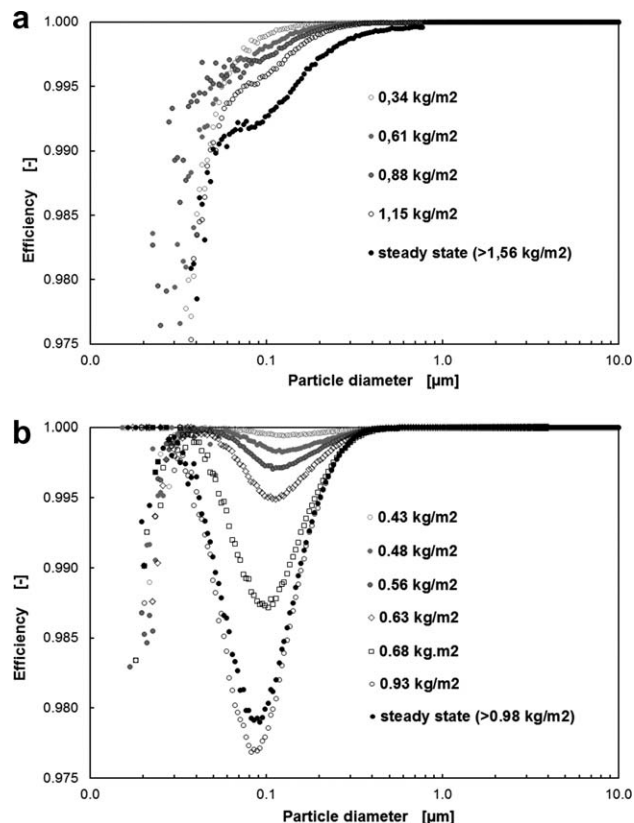 a
1.000
0.995
0.990
0.985
0.980
0.975
Efficiency [-]
0,34 kg/m2
0,61 kg/m2
0,88 kg/m2
1,15 kg/m2
steady state (>1,56 kg/m2)
0.0 0.1 1.0 10.0
Particle diameter [µm]
b
1.000
0.995
0.990
0.985
0.980
0.975
Efficiency [-]
0.43 kg/m2
0.48 kg/m2
0.56 kg/m2
0.63 kg/m2
0.68 kg.m2
0.93 kg/m2
steady state (>0.98 kg/m2)
0.0 0.1 1.0 10.0
Particle diameter [µm]